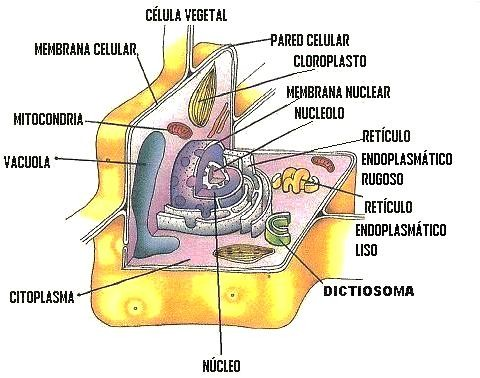 CÉLULA VEGETAL
MEMBRANA CELULAR
PARED CELULAR
CLOROPLASTO
MEMBRANA NUCLEAR
NUCLEOLO
MITOCONDRIA
RETÍCULO
ENDOPLASMÁTICO
RUGOSO
VACUOLA
RETÍCULO
ENDOPLASMÁTICO
LISO
DICTIOSOMA
CITOPLASMA
NÚCLEO